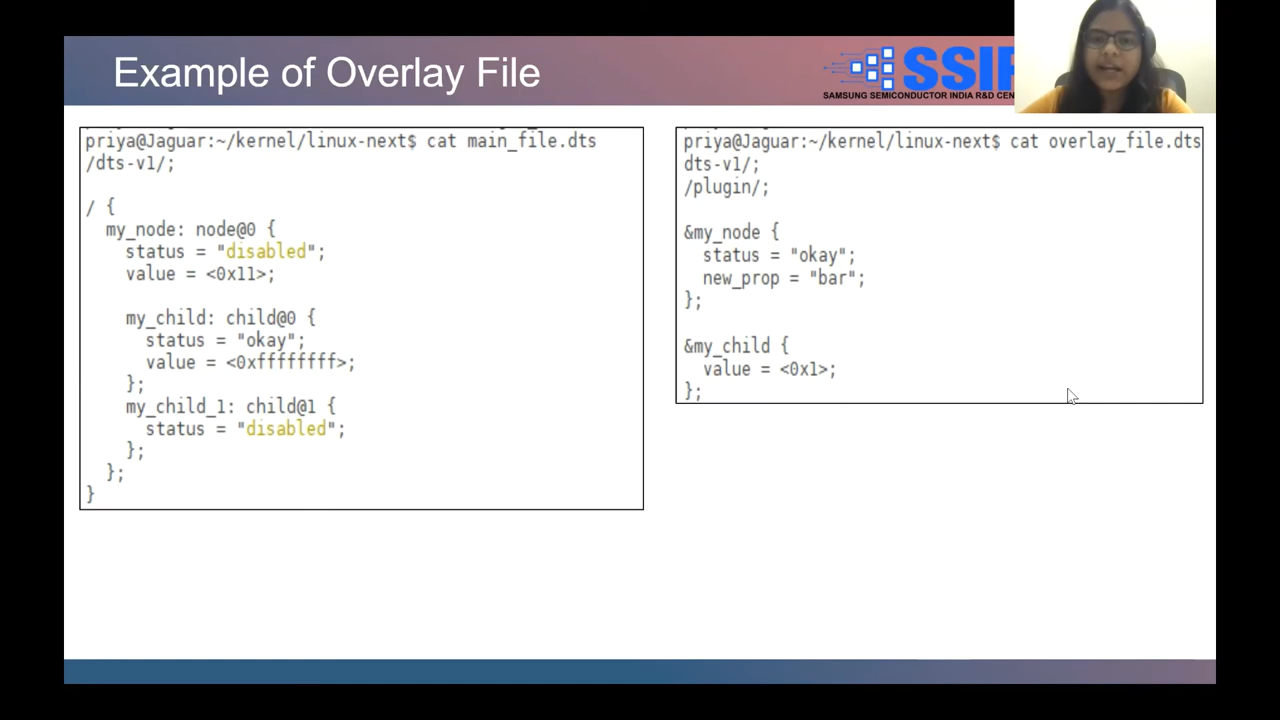 Example of Overlay File
SAMSUNG SEMICONDUCTOR INDIA R&D
priya@Jaguar:~/kernel/linux-next$ cat main_file.dts
/dts-v1/;
/ {
my_node: node@0 {
status = "disabled";
value = <0x11>;
my_child: child@0 {
status = "okay";
value = <0xffffffff>;
};
my_child_1: child@1 {
status = "disabled";
};
};
}
priya@Jaguar:~/kernel/linux-next$ cat overlay_file.dts
dts-v1/;
/plugin/;
&my_node {
status = "okay";
new_prop = "bar";
};
&my_child {
value = <0x1>;
};